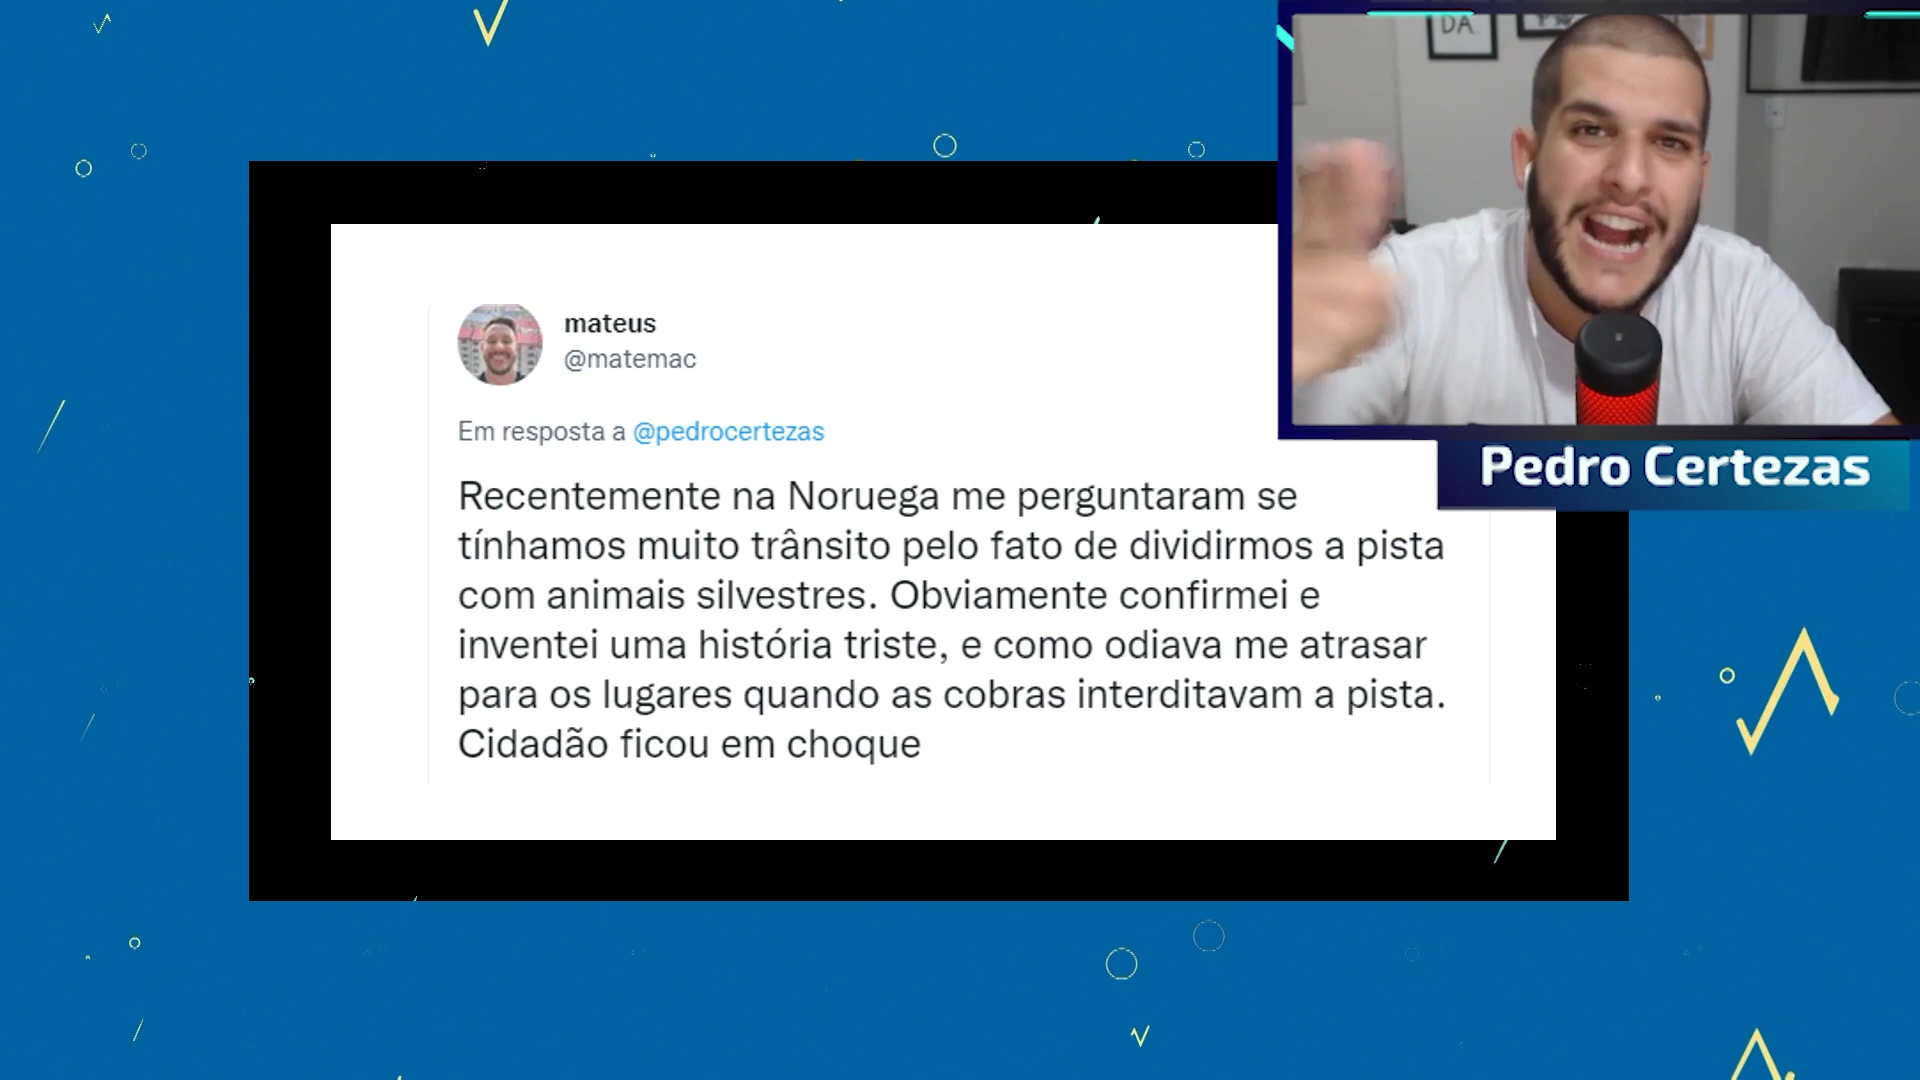 DA
mateus
@matemac
Em resposta a @pedrocertezas
Recentemente na Noruega me perguntaram se
tínhamos muito trânsito pelo fato de dividirmos a pista
com animais silvestres. Obviamente confirmei e
inventei uma história triste, e como odiava me atrasar
para os lugares quando as cobras interditavam a pista.
Cidadão ficou em choque
Pedro Certezas